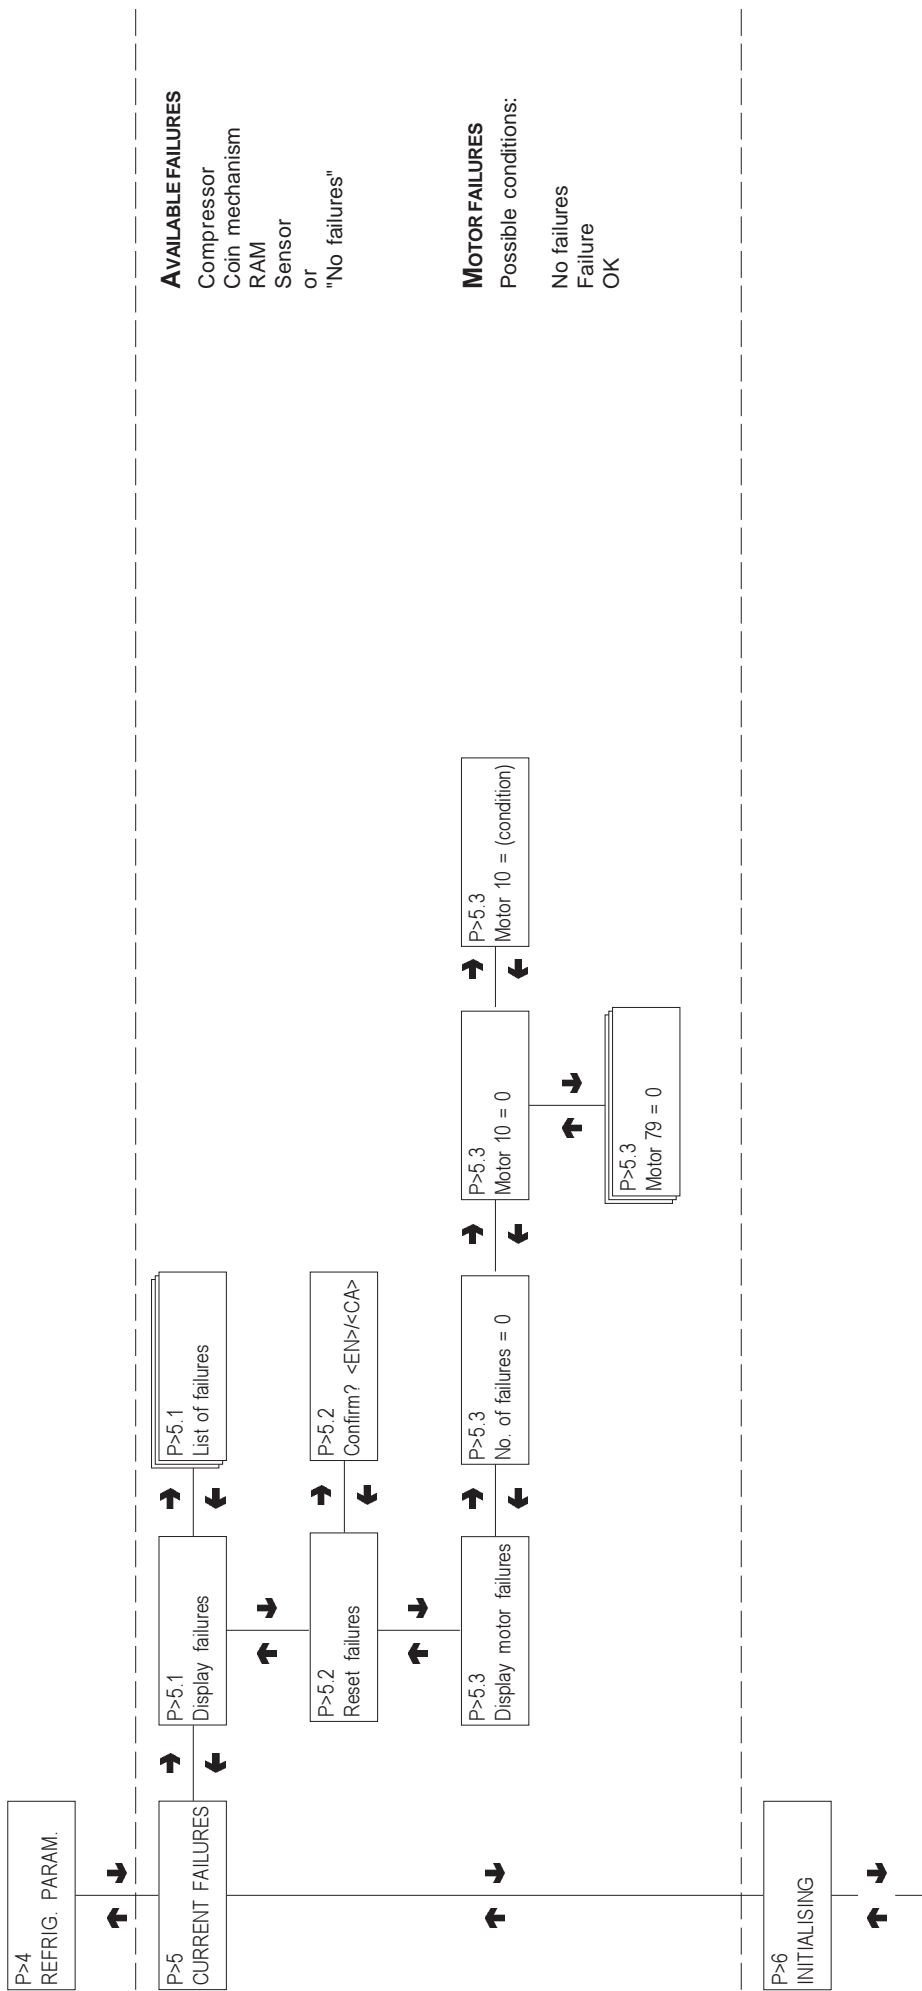 P>4
REFRIG. PARAM.
P>5
CURRENT FAILURES
P>5.1
Display failures
P>5.1
List of failures
AVAILABLE FAILURES
Compressor
Coin mechanism
RAM
Sensor
or
"No failures"
P>5.2
Reset failures
P>5.2
Confirm? <EN>/<CA>
P>5.3
Display motor failures
P>5.3
No. of failures = 0
P>5.3
Motor 10 = 0
P>5.3
Motor 10 = (condition)
MOTOR FAILURES
Possible conditions:
No failures
Failure
OK
P>5.3
Motor 79 = 0
P>6
INITIALISING